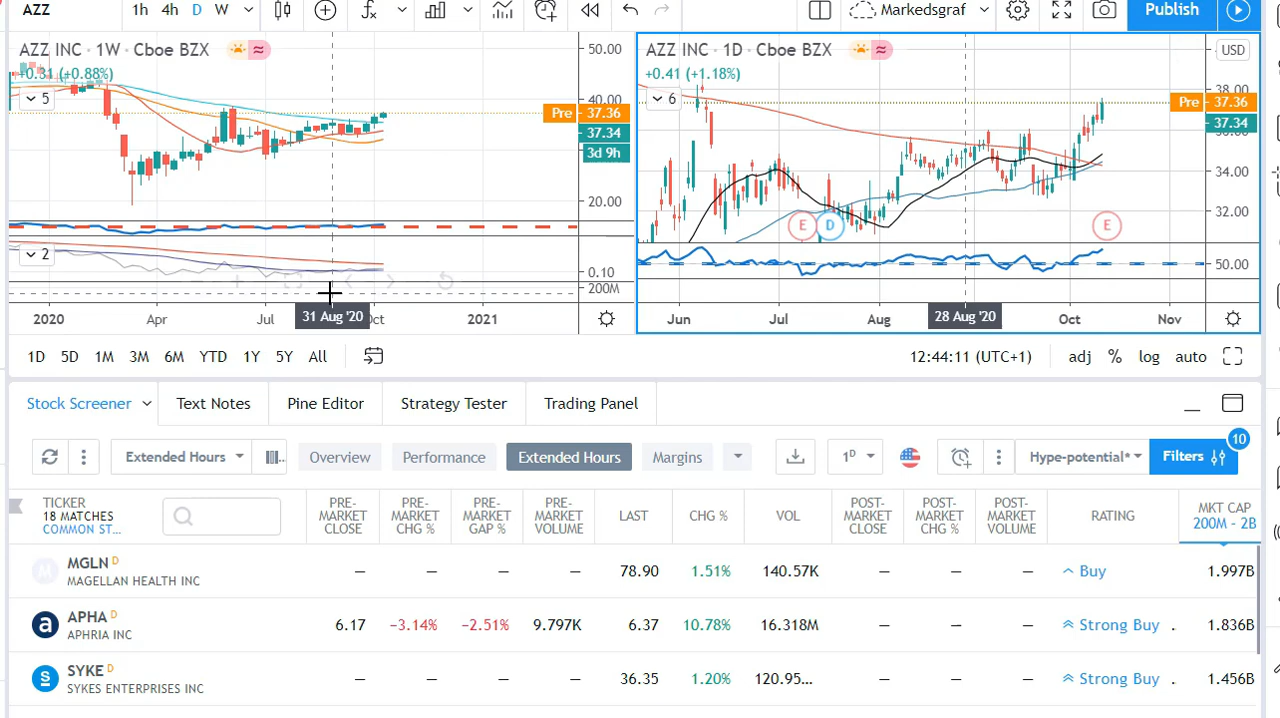 AZZ 1h 4h D W Markedsgraf Publish
AZZ INC · 1W · Cboe BZX
+0.31 (+0.88%)
5
50.00
40.00
Pre 37.36
37.34
3d 9h
20.00
2
0.10
200M
2020 Apr Jul 31 Aug '20 Oct 2021
AZZ INC · 1D · Cboe BZX USD
+0.41 (+1.18%)
6
38.00
Pre 37.36
37.34
36.00
34.00
32.00
E D E
50.00
Jun Jul Aug 28 Aug '20 Oct Nov
1D 5D 1M 3M 6M YTD 1Y 5Y All 12:44:11 (UTC+1) adj % log auto
Stock Screener Text Notes Pine Editor Strategy Tester Trading Panel
Extended Hours Overview Performance Extended Hours Margins 1D Hype-potential* Filters 10
TICKER
18 MATCHES
COMMON ST...
PRE-MARKET CLOSE PRE-MARKET CHG % PRE-MARKET GAP % PRE-MARKET VOLUME LAST CHG % VOL POST-MARKET CLOSE POST-MARKET CHG % POST-MARKET VOLUME RATING MKT CAP
200M - 2B
M MGLN D
MAGELLAN HEALTH INC
— — — — 78.90 1.51% 140.57K — — — Buy 1.997B
a APHA D
APHRIA INC
6.17 −3.14% −2.51% 9.797K 6.37 10.78% 16.318M — — — Strong Buy . 1.836B
S SYKE D
SYKES ENTERPRISES INC
— — — — 36.35 1.20% 120.95... — — — Strong Buy . 1.456B